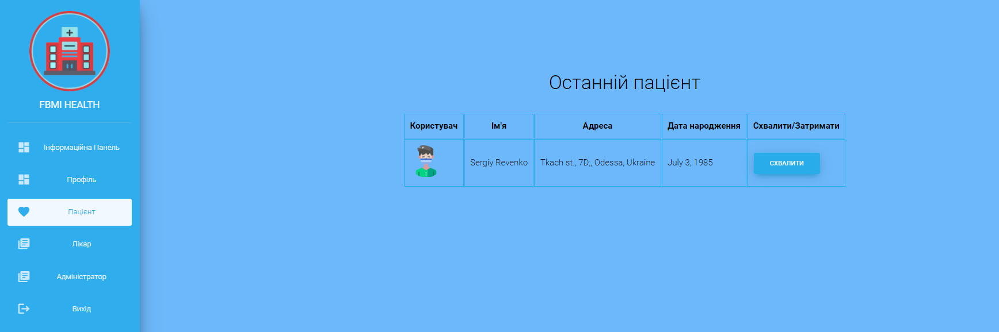 FBMI HEALTH
Інформаційна Панель
Профіль
Пацієнт
Лікар
Адміністратор
Вихід
Останній пацієнт
Користувач Ім'я Адреса Дата народження Схвалити/Затримати
Sergiy Revenko Tkach st., 7D;, Odessa, Ukraine July 3, 1985 СХВАЛИТИ